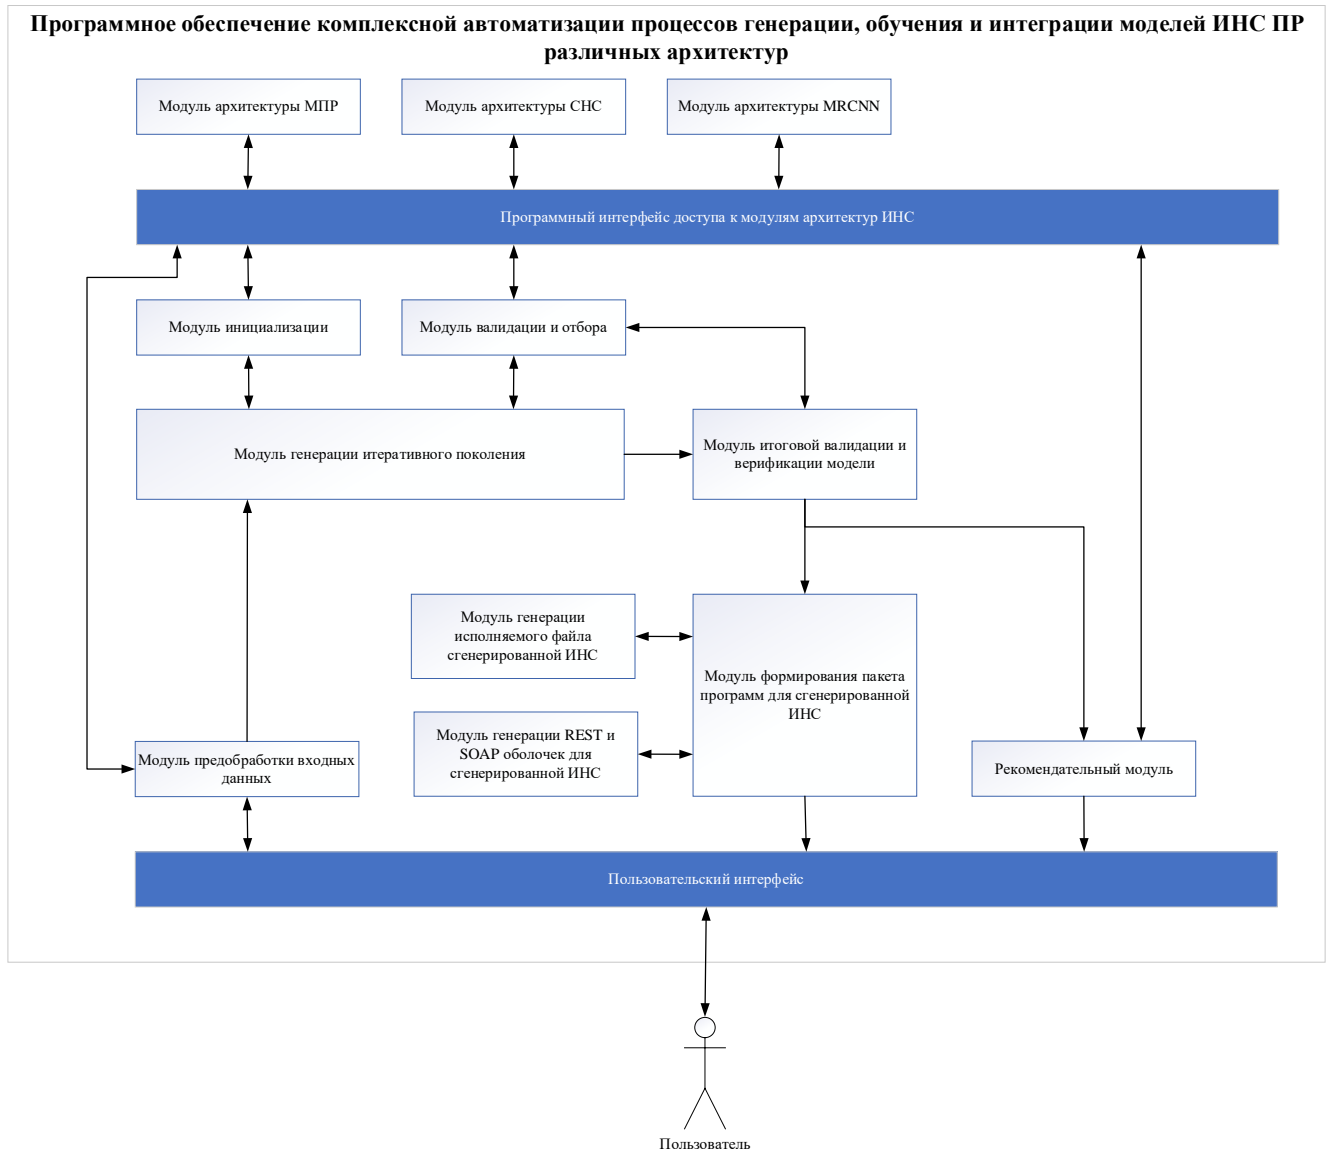 Программное обеспечение комплексной автоматизации процессов генерации, обучения и интеграции моделей ИНС ПР
различных архитектур
Модуль архитектуры МПР
Модуль архитектуры СНС
Модуль архитектуры MRCNN
Программный интерфейс доступа к модулям архитектур ИНС
Модуль инициализации
Модуль валидации и отбора
Модуль генерации итеративного поколения
Модуль итоговой валидации и
верификации модели
Модуль генерации
исполняемого файла
сгенерированной ИНС
Модуль формирования пакета
программ для сгенерированной
ИНС
Модуль генерации REST и
SOAP оболочек для
сгенерированной ИНС
Модуль предобработки входных
данных
Рекомендательный модуль
Пользовательский интерфейс
Пользователь